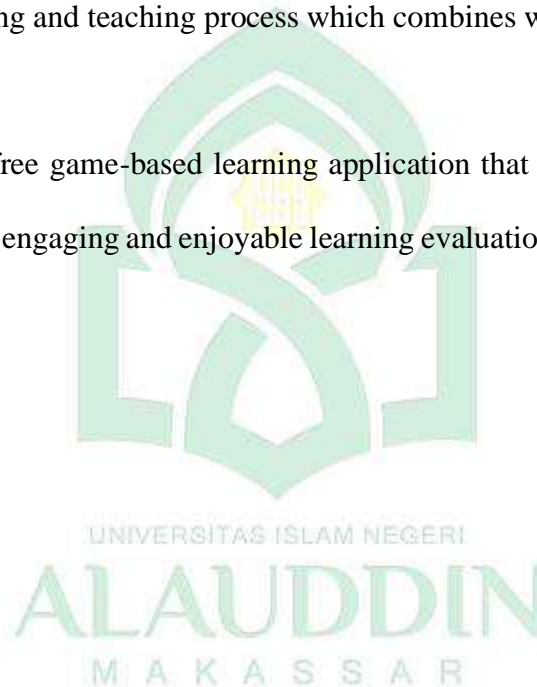 ng and teaching process which combines w
free game-based learning application that
engaging and enjoyable learning evaluatio
UNIVERSITAS ISLAM NEGERI
ALAUDDIN
MAKASSAR